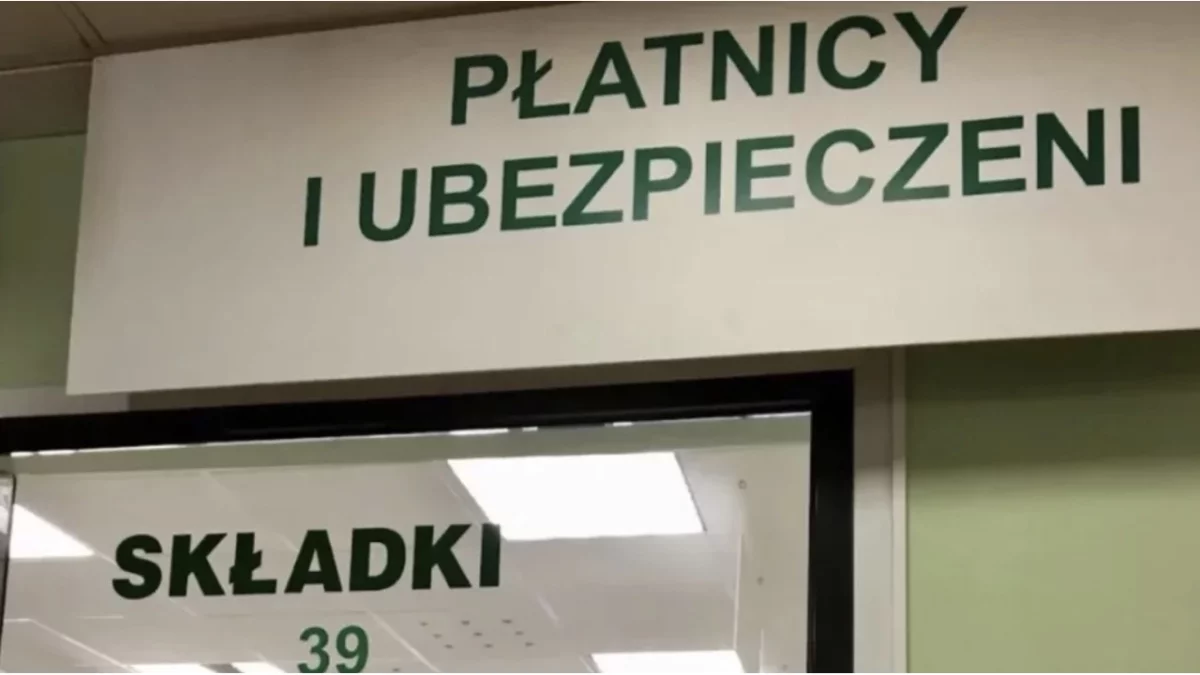 PŁATNICY
I UBEZPIECZENI
SKŁADKI
39